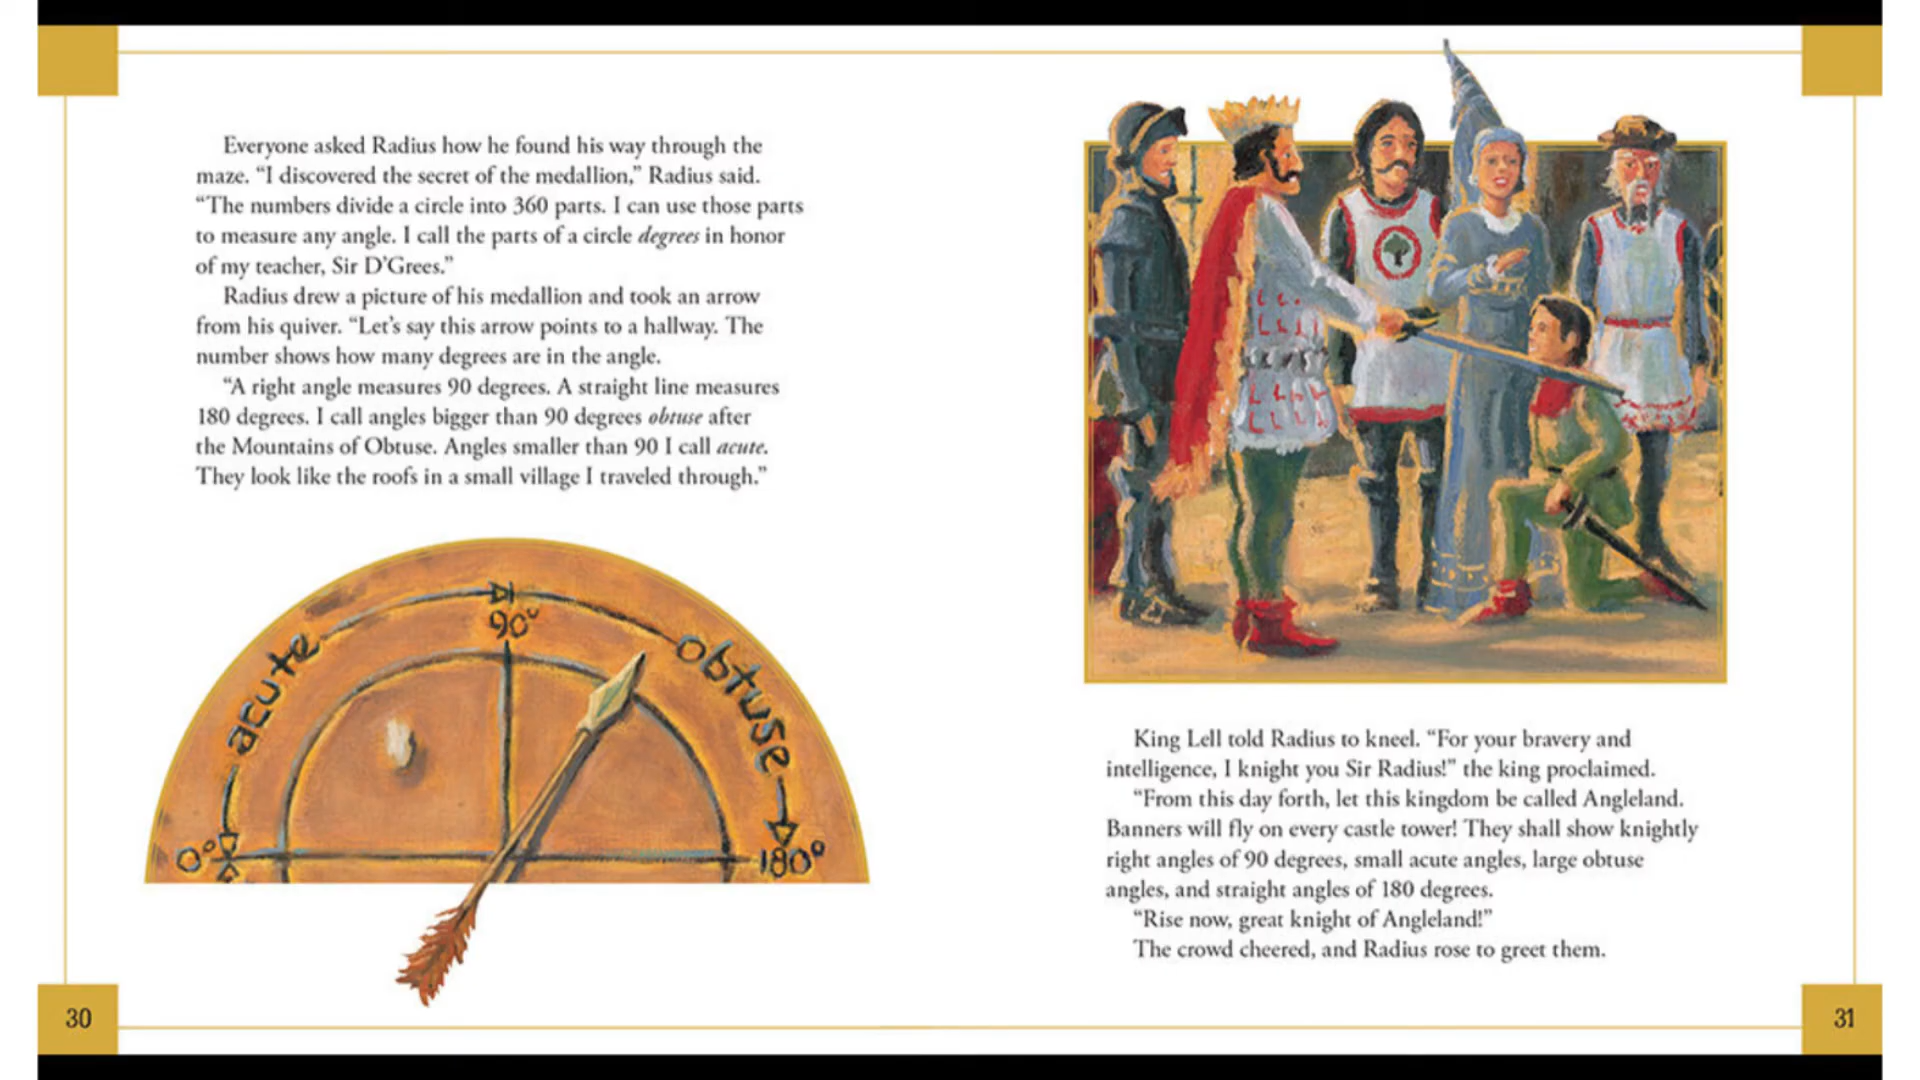 Everyone asked Radius how he found his way through the
maze. “I discovered the secret of the medallion,” Radius said.
“The numbers divide a circle into 360 parts. I can use those parts
to measure any angle. I call the parts of a circle degrees in honor
of my teacher, Sir D’Grees.”
Radius drew a picture of his medallion and took an arrow
from his quiver. “Let’s say this arrow points to a hallway. The
number shows how many degrees are in the angle.
“A right angle measures 90 degrees. A straight line measures
180 degrees. I call angles bigger than 90 degrees obtuse after
the Mountains of Obtuse. Angles smaller than 90 I call acute.
They look like the roofs in a small village I traveled through.”
acute
90°
obtuse
0°
180°
30
King Lell told Radius to kneel. “For your bravery and
intelligence, I knight you Sir Radius!” the king proclaimed.
“From this day forth, let this kingdom be called Angleland.
Banners will fly on every castle tower! They shall show knightly
right angles of 90 degrees, small acute angles, large obtuse
angles, and straight angles of 180 degrees.
“Rise now, great knight of Angleland!”
The crowd cheered, and Radius rose to greet them.
31